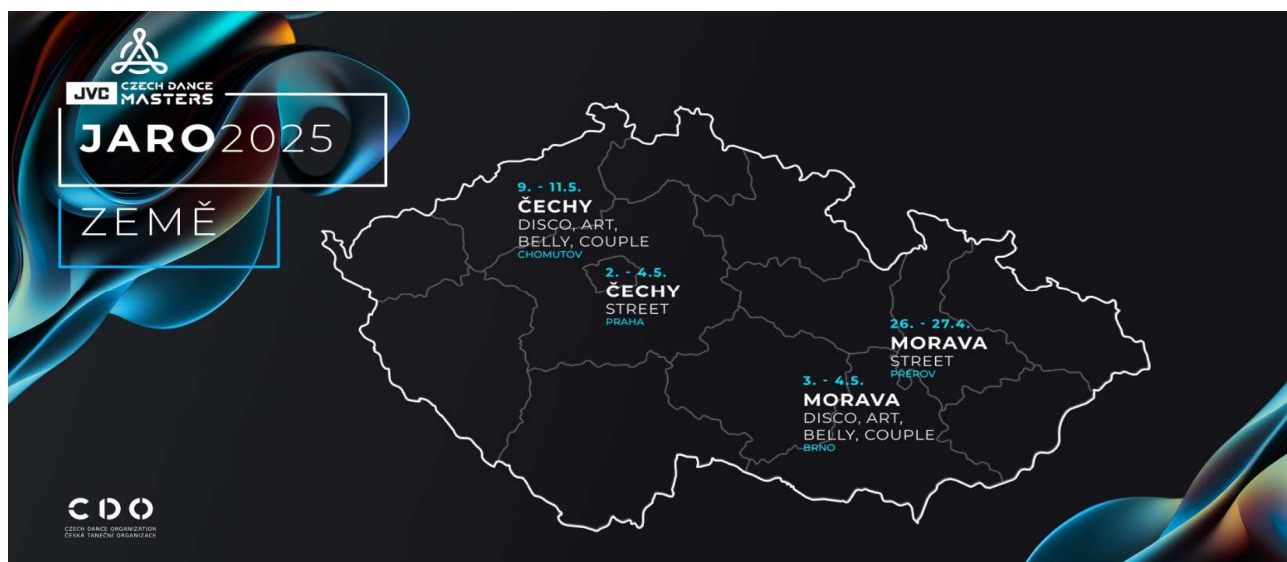 JVC CZECH DANCE
MASTERS
JARO2025
ZEMĚ
9. - 11.5.
ČECHY
DISCO, ART,
BELLY, COUPLE
CHOMUTOV
2. - 4.5.
ČECHY
STREET
PRAHA
26. - 27.4.
MORAVA
STREET
PŘEROV
3. - 4.5.
MORAVA
DISCO, ART,
BELLY, COUPLE
BRNO
CDO
CZECH DANCE ORGANIZATION
ČESKÁ TANEČNÍ ORGANIZACE